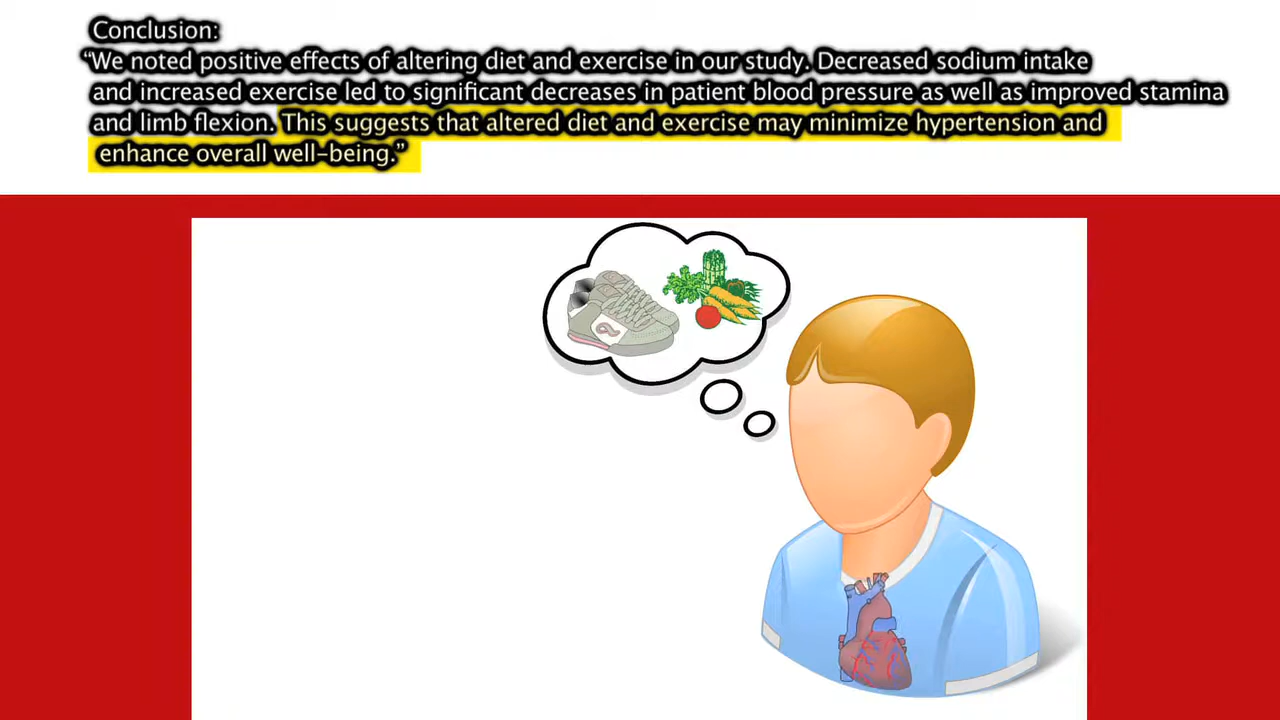 Conclusion:
“We noted positive effects of altering diet and exercise in our study. Decreased sodium intake
and increased exercise led to significant decreases in patient blood pressure as well as improved stamina
and limb flexion. This suggests that altered diet and exercise may minimize hypertension and
enhance overall well-being.”